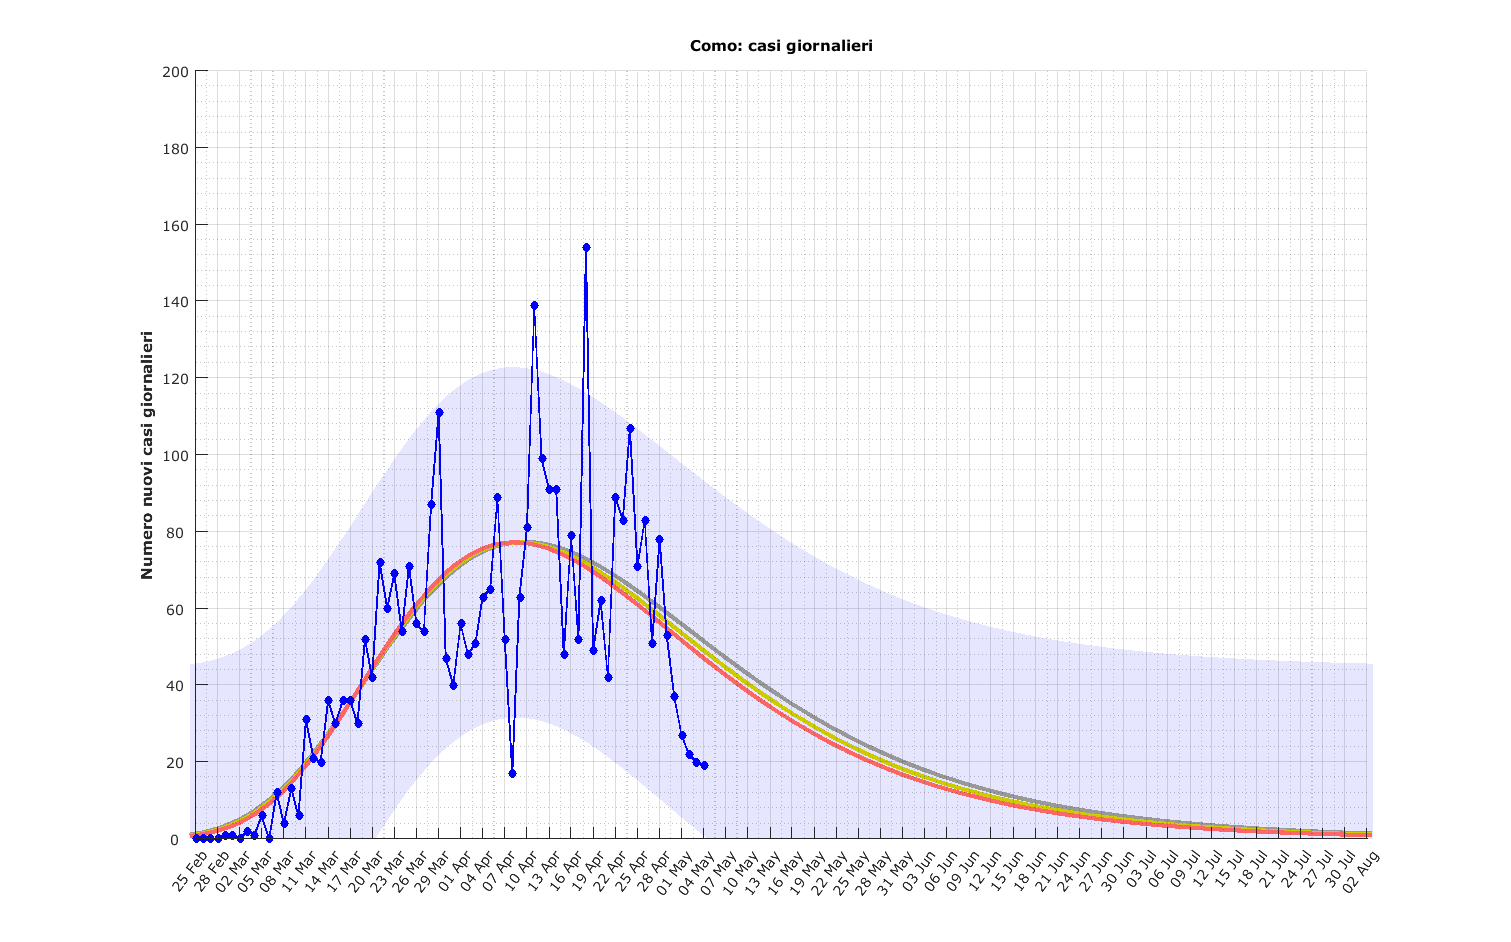 Como: casi giornalieri
Numero nuovi casi giornalieri
200
180
160
140
120
100
80
60
40
20
0
25 Feb
28 Feb
02 Mar
05 Mar
08 Mar
11 Mar
14 Mar
17 Mar
20 Mar
23 Mar
26 Mar
29 Mar
01 Apr
04 Apr
07 Apr
10 Apr
13 Apr
16 Apr
19 Apr
22 Apr
25 Apr
28 Apr
01 May
04 May
07 May
10 May
13 May
16 May
19 May
22 May
25 May
28 May
31 May
03 Jun
06 Jun
09 Jun
12 Jun
15 Jun
18 Jun
21 Jun
24 Jun
27 Jun
30 Jun
03 Jul
06 Jul
09 Jul
12 Jul
15 Jul
18 Jul
21 Jul
24 Jul
27 Jul
30 Jul
02 Aug